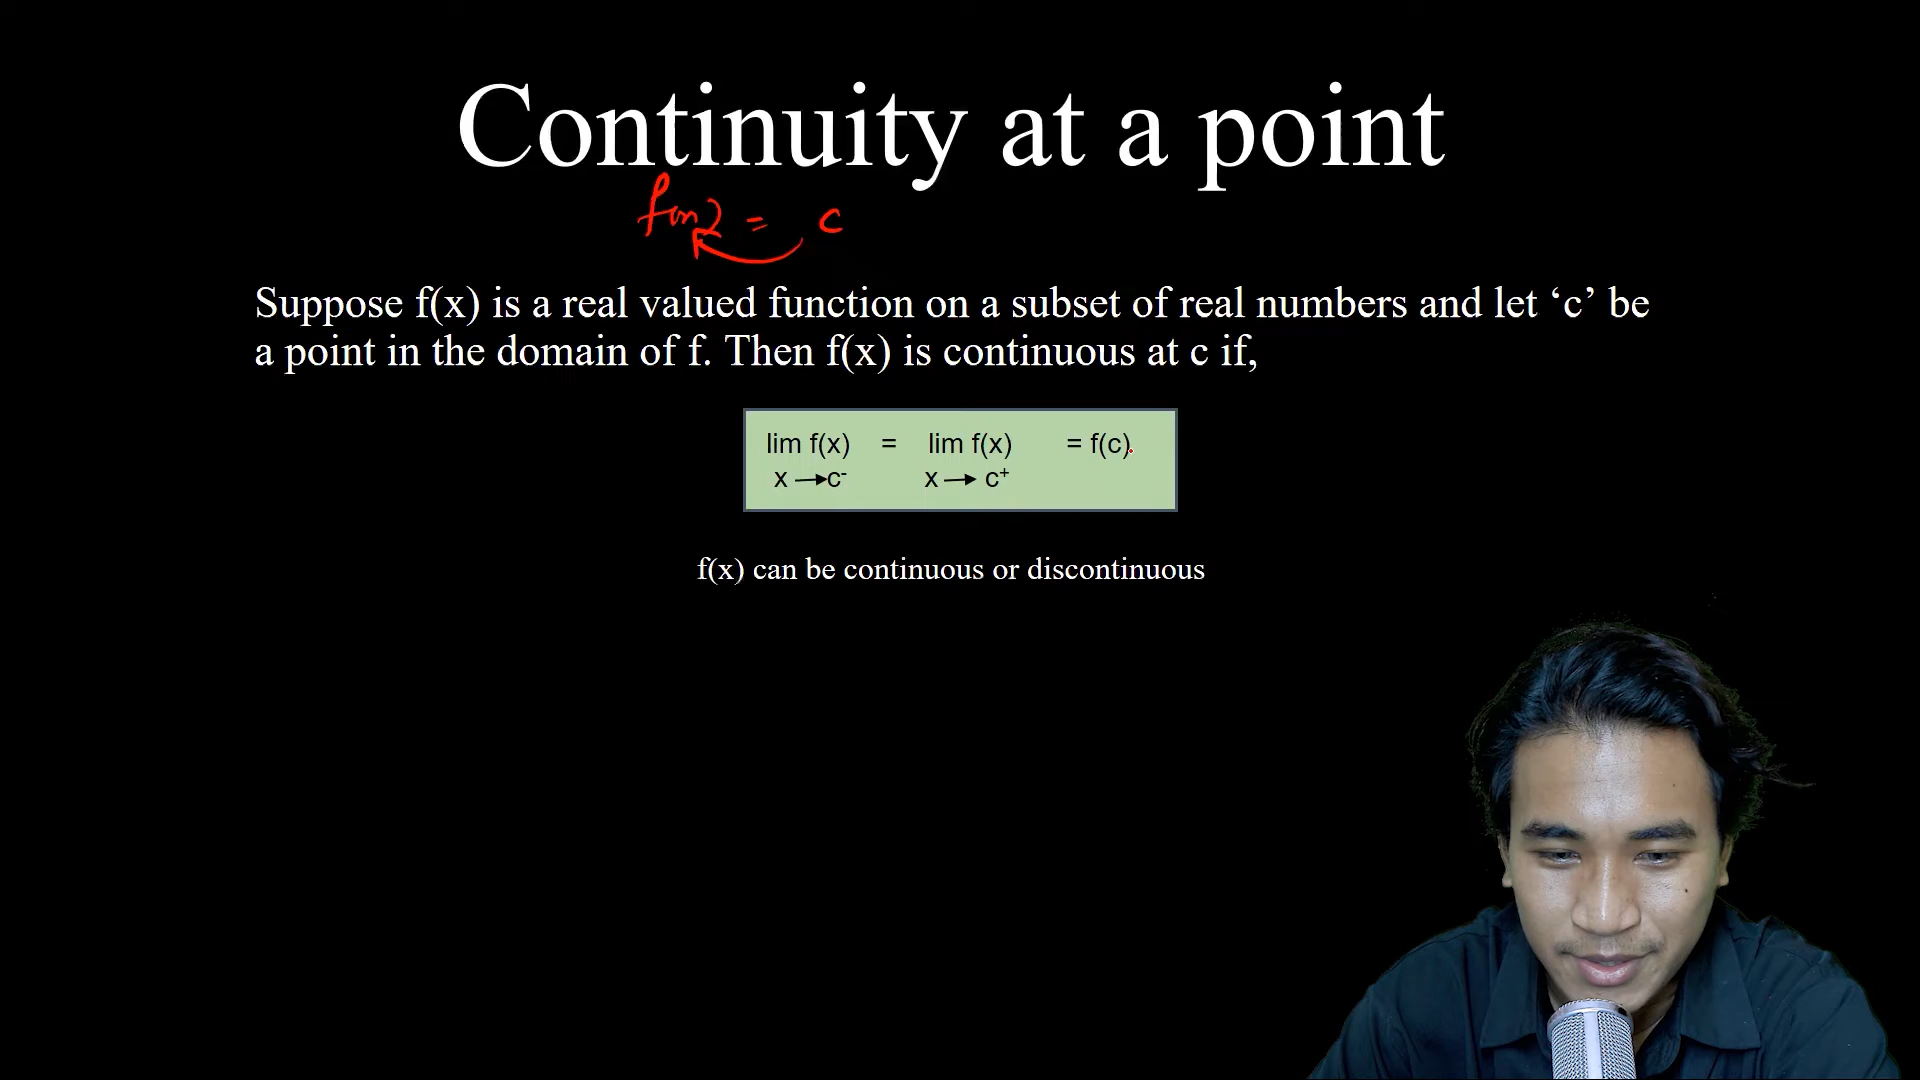 Continuity at a point
f(x) = c
Suppose f(x) is a real valued function on a subset of real numbers and let ‘c’ be
a point in the domain of f. Then f(x) is continuous at c if,
lim f(x) = lim f(x) = f(c).
x →c⁻ x → c⁺
f(x) can be continuous or discontinuous